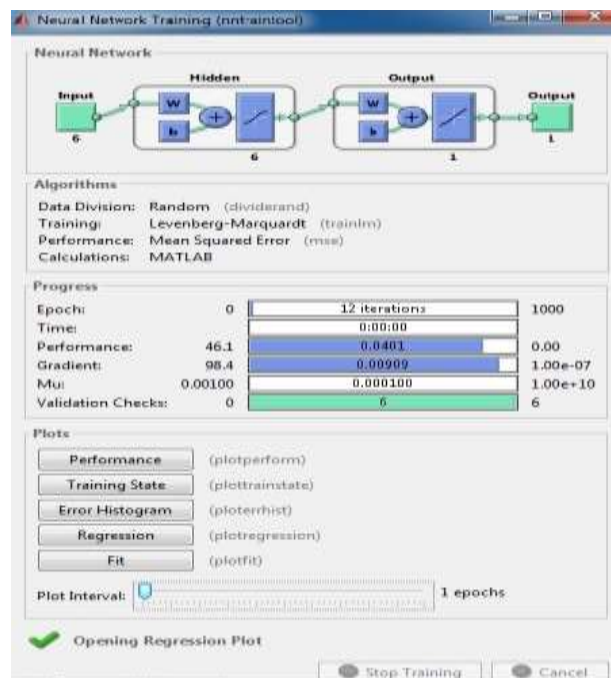 Neural Network Training (nntraintool)
Neural Network
Hidden
Output
Input
Output
W
W
+
+
b
b
6
1
6
1
Algorithms
Data Division: Random (dividerand)
Training: Levenberg-Marquardt (trainlm)
Performance: Mean Squared Error (mse)
Calculations: MATLAB
Progress
Epoch: 0 12 iterations 1000
Time: 0:00:00
Performance: 46.1 0.0401 0.00
Gradient: 98.4 0.00909 1.00e-07
Mu: 0.00100 0.000100 1.00e+10
Validation Checks: 0 6 6
Plots
Performance (plotperform)
Training State (plottrainstate)
Error Histogram (ploterrhist)
Regression (plotregression)
Fit (plotfit)
Plot Interval: 1 epochs
Opening Regression Plot
Stop Training Cancel